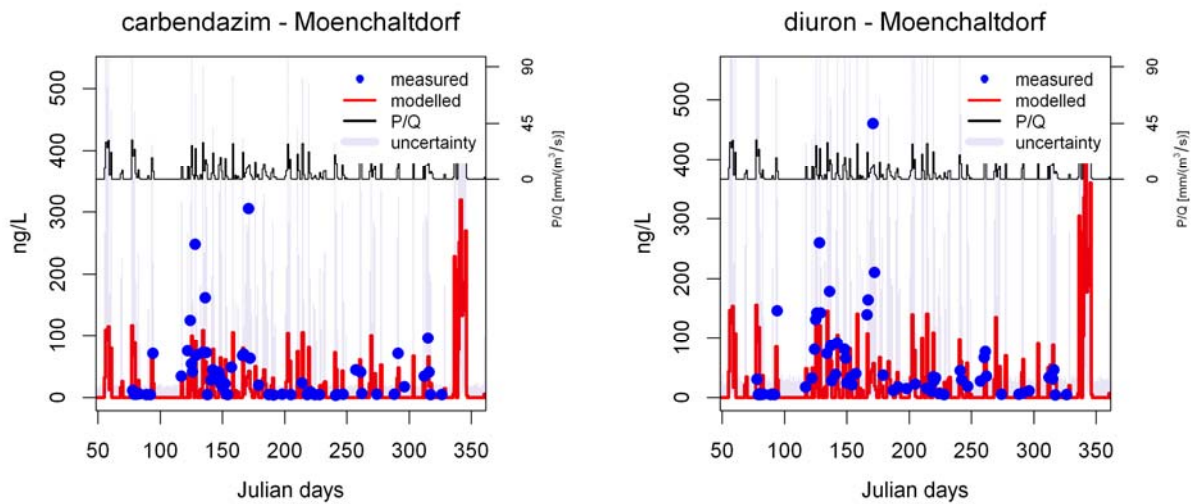 carbendazim - Moenchaltdorf
ng/L
0
100
200
300
400
500
50 100 150 200 250 300 350
Julian days
0
45
90
P/Q [mm/(m³/s)]
measured
modelled
P/Q
uncertainty
diuron - Moenchaltdorf
ng/L
0
100
200
300
400
500
50 100 150 200 250 300 350
Julian days
0
45
90
P/Q [mm/(m³/s)]
measured
modelled
P/Q
uncertainty